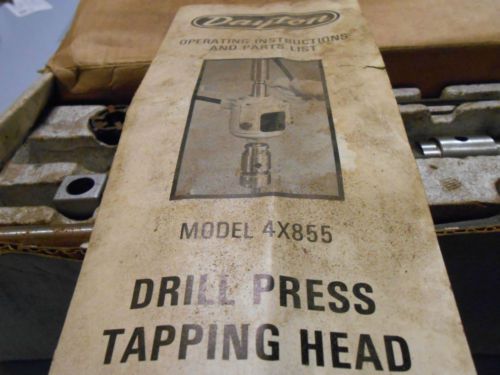 Dayton
OPERATING INSTRUCTIONS
AND PARTS LIST
MODEL 4X855
DRILL PRESS
TAPPING HEAD